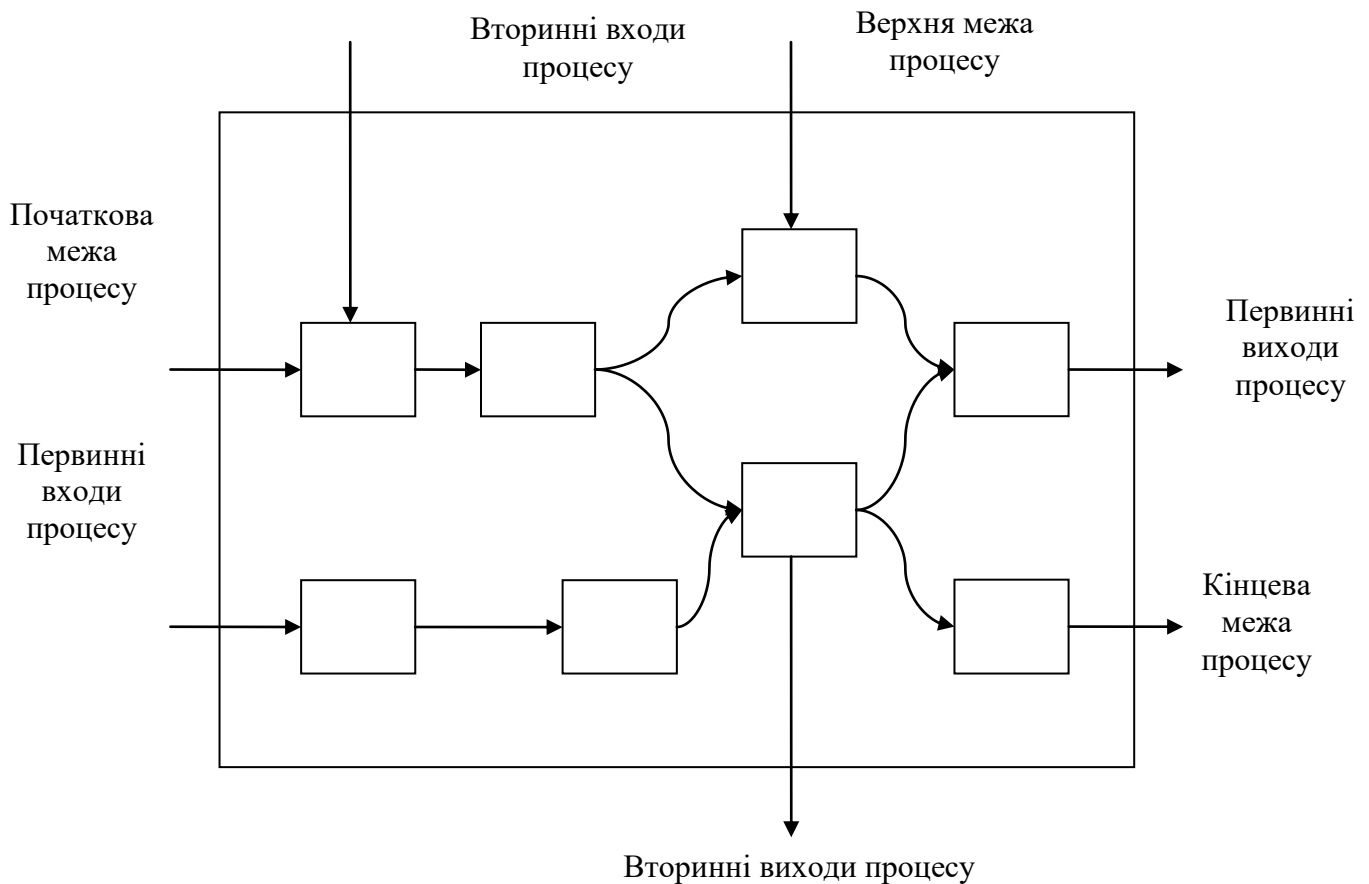 Вторинні входи
процесу
Верхня межа
процесу
Початкова
межа
процесу
Первинні
виходи
процесу
Первинні
входи
процесу
Кінцева
межа
процесу
Вторинні виходи процесу